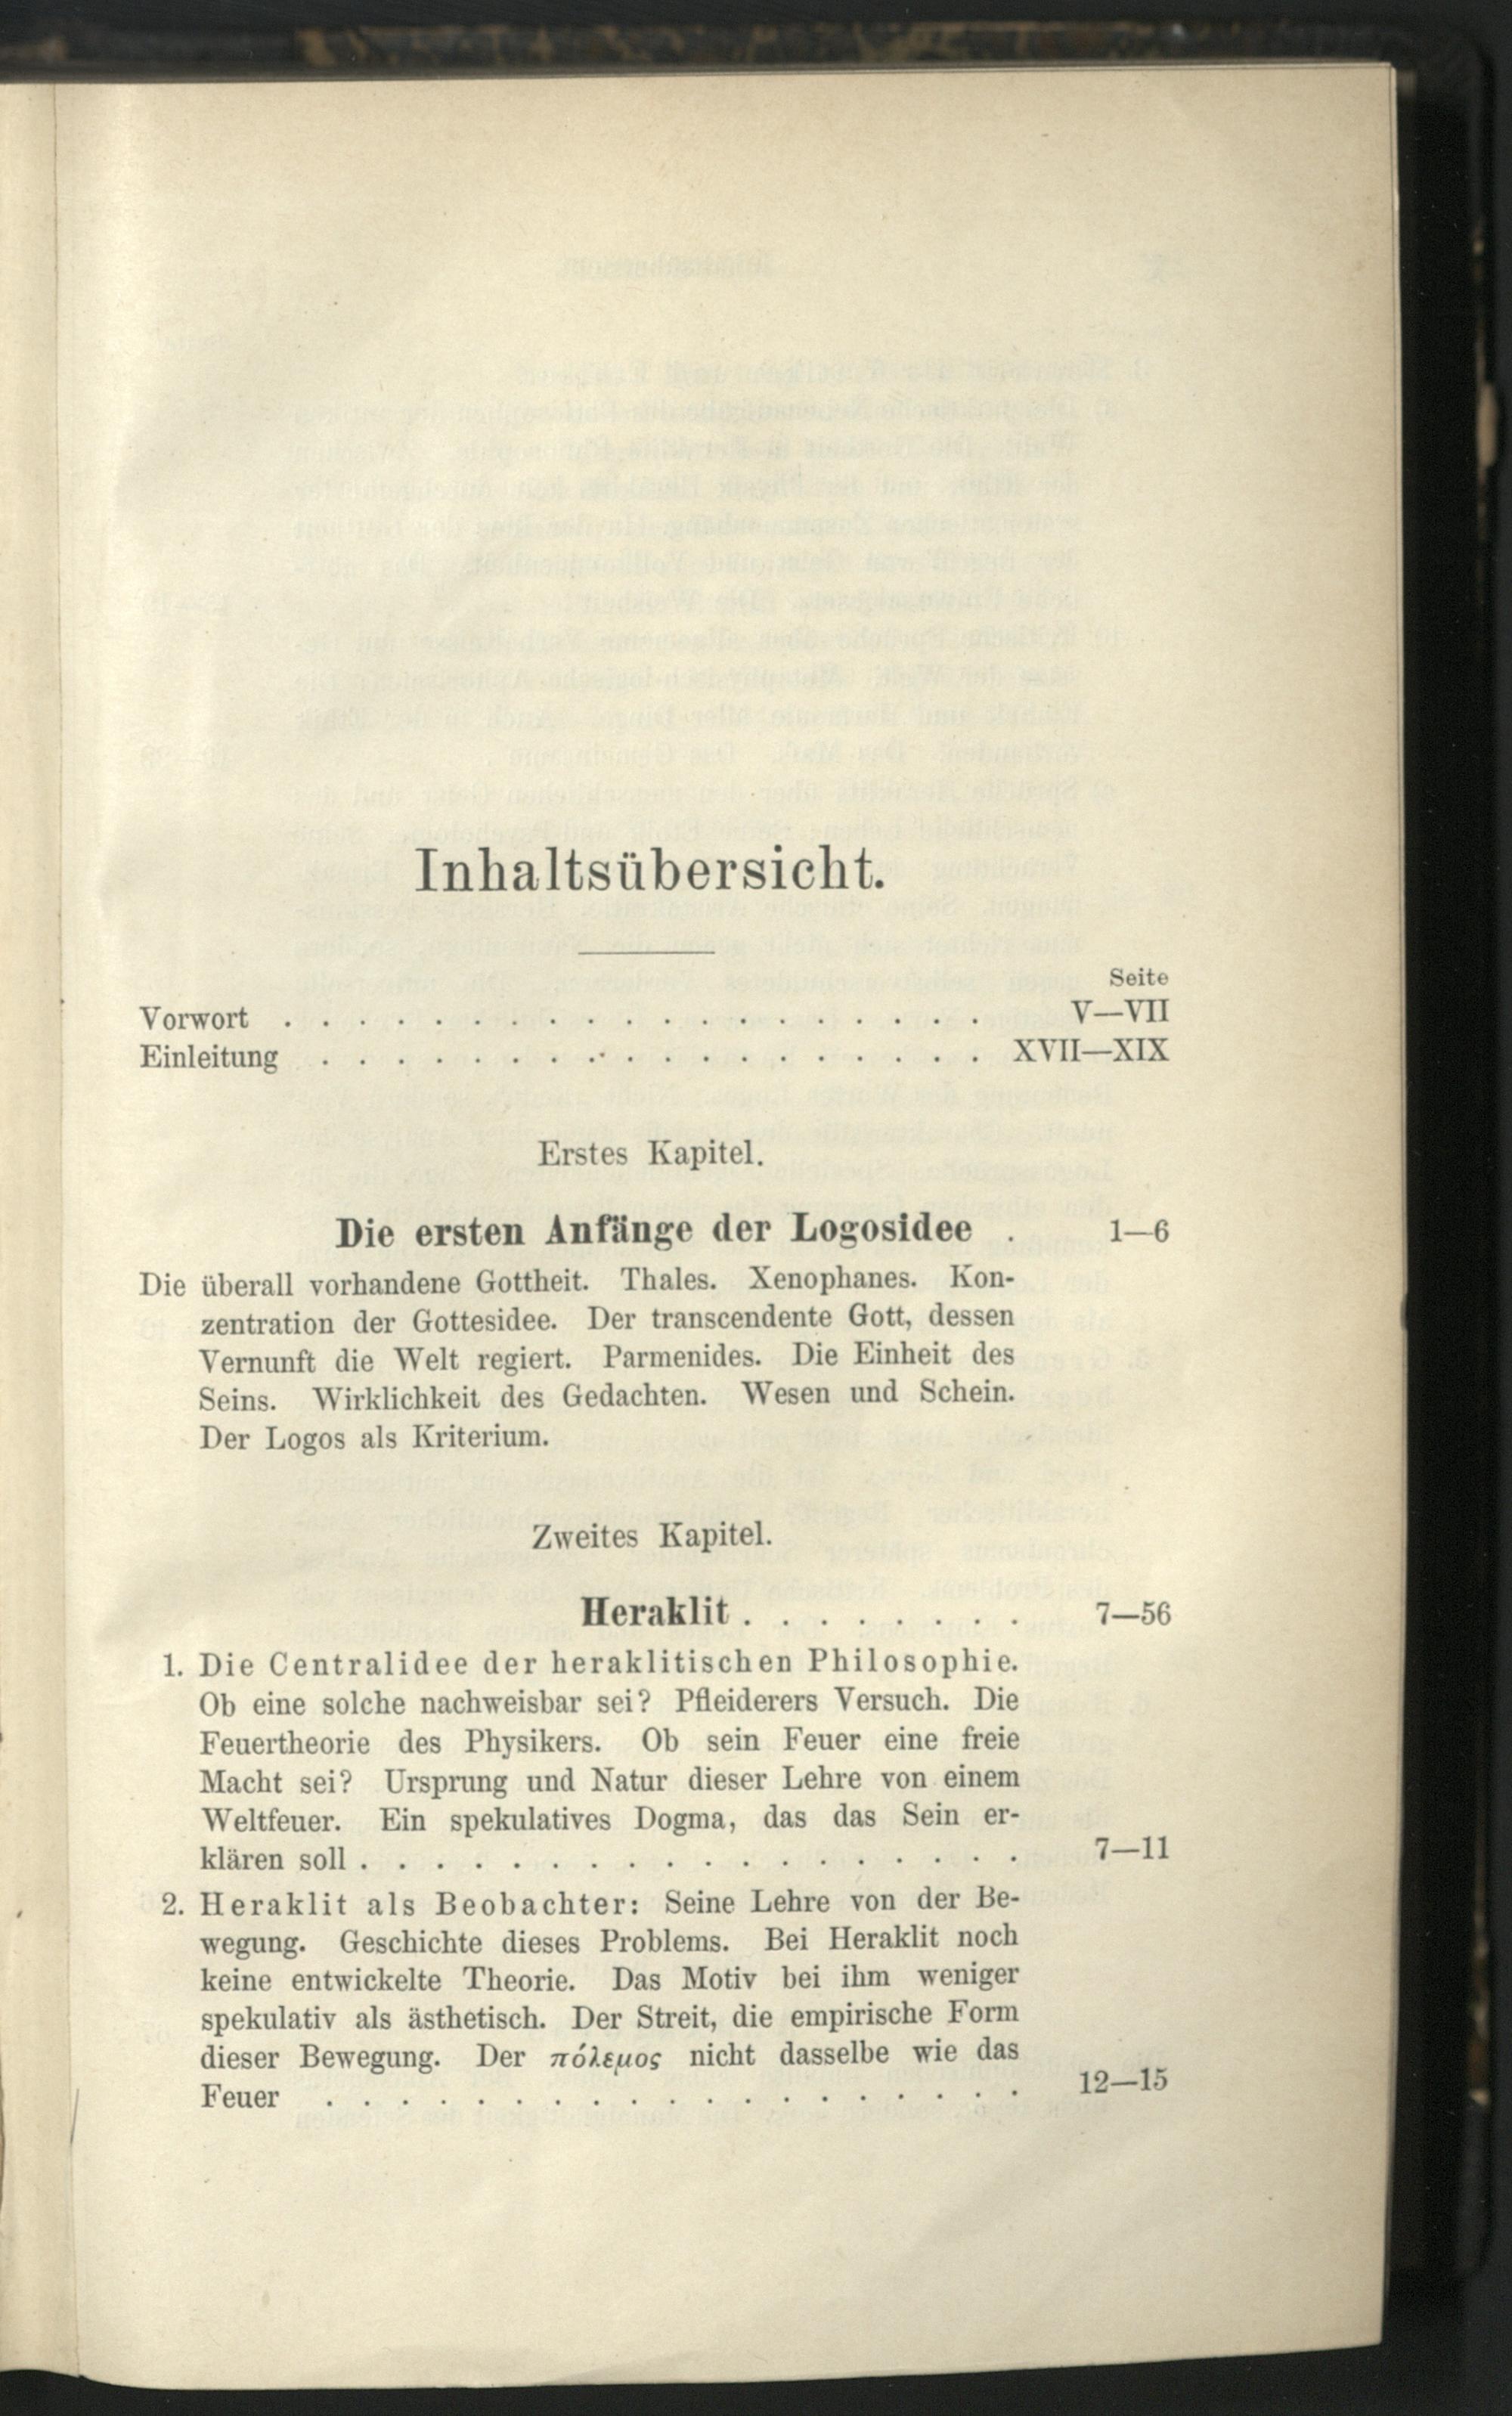 Inhaltsübersicht.
Seite
Vorwort . . . . . . . . . . . . . . . . . . . V—VII
Einleitung . . . . . . . . . . . . . . . . . . XVII—XIX
Erstes Kapitel.
Die ersten Anfänge der Logosidee . 1—6
Die überall vorhandene Gottheit. Thales. Xenophanes. Kon-
zentration der Gottesidee. Der transcendente Gott, dessen
Vernunft die Welt regiert. Parmenides. Die Einheit des
Seins. Wirklichkeit des Gedachten. Wesen und Schein.
Der Logos als Kriterium.
Zweites Kapitel.
Heraklit . . . . . . . . 7—56
1. Die Centralidee der heraklitischen Philosophie.
Ob eine solche nachweisbar sei? Pfleiderers Versuch. Die
Feuertheorie des Physikers. Ob sein Feuer eine freie
Macht sei? Ursprung und Natur dieser Lehre von einem
Weltfeuer. Ein spekulatives Dogma, das das Sein er-
klären soll . . . . . . . . . . . . . . . . . . 7—11
2. Heraklit als Beobachter: Seine Lehre von der Be-
wegung. Geschichte dieses Problems. Bei Heraklit noch
keine entwickelte Theorie. Das Motiv bei ihm weniger
spekulativ als ästhetisch. Der Streit, die empirische Form
dieser Bewegung. Der πόλεμος nicht dasselbe wie das
Feuer . . . . . . . . . . . . . . . . . . . 12—15